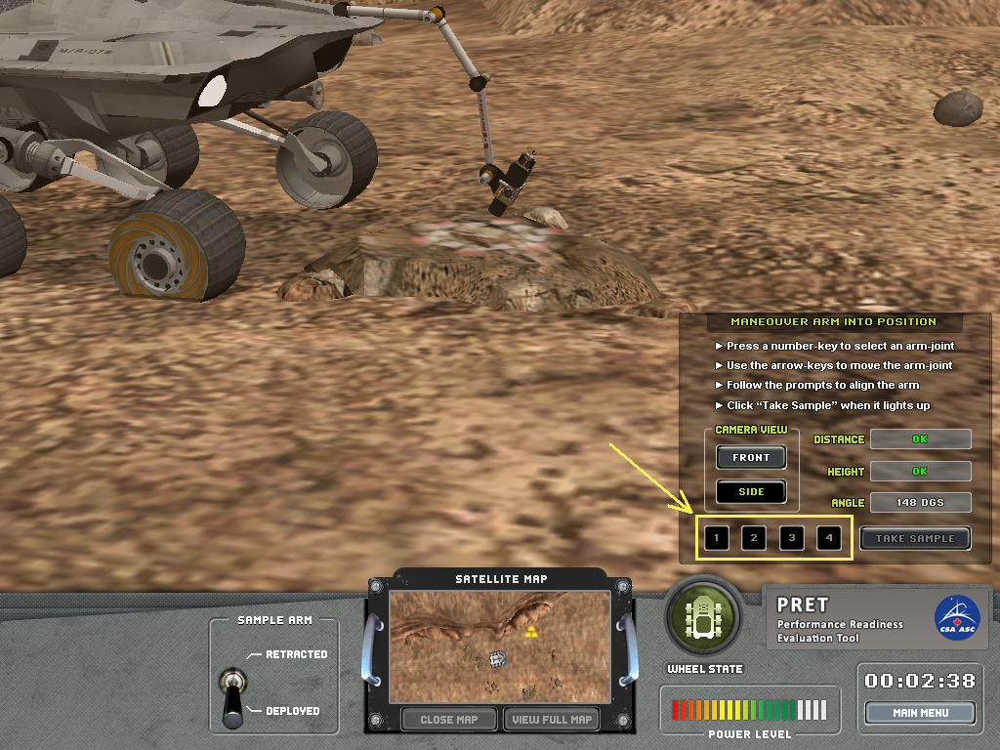 MANEOUVER ARM INTO POSITION
Press a number-key to select an arm-joint
Use the arrow-keys to move the arm-joint
Follow the prompts to align the arm
Click “Take Sample” when it lights up
CAMERA VIEW
FRONT
SIDE
DISTANCE OK
HEIGHT OK
ANGLE 148 DGS
1 2 3 4
TAKE SAMPLE
SAMPLE ARM
RETRACTED
DEPLOYED
SATELLITE MAP
CLOSE MAP
VIEW FULL MAP
WHEEL STATE
POWER LEVEL
PRET
Performance Readiness
Evaluation Tool
CSA ASC
00:02:38
MAIN MENU